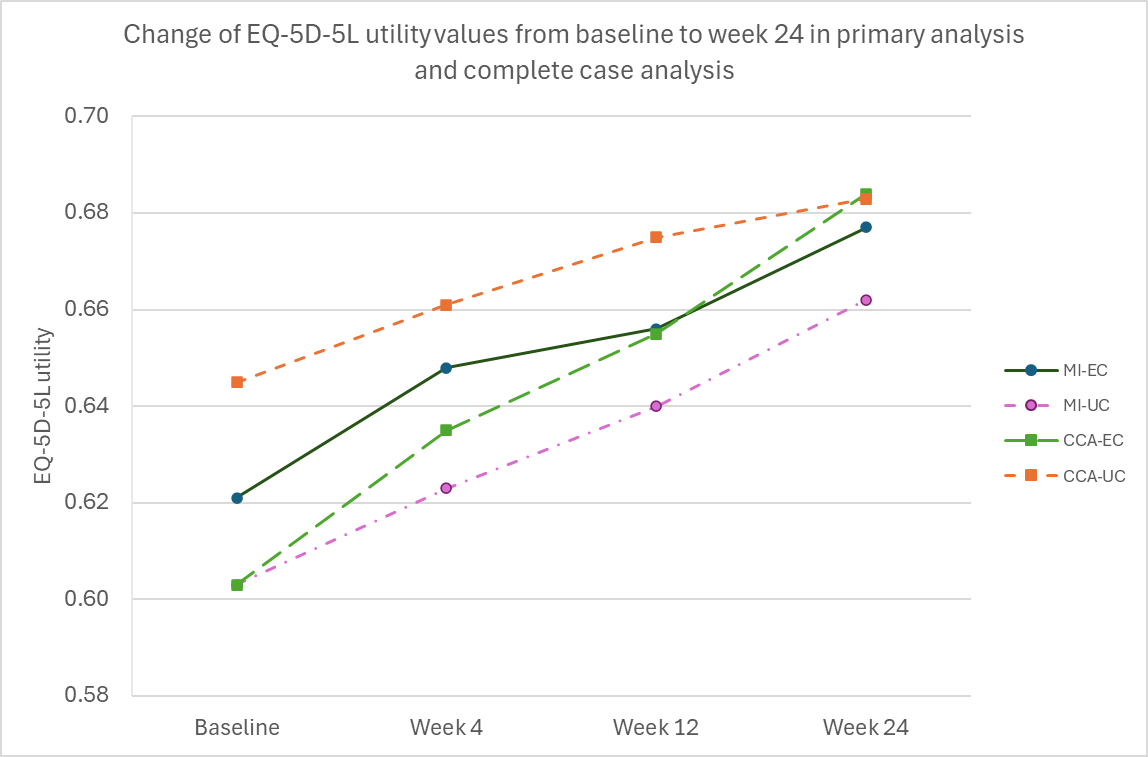 Change of EQ-5D-5L utility values from baseline to week 24 in primary analysis
and complete case analysis
EQ-5D-5L utility
0.70
0.68
0.66
0.64
0.62
0.60
0.58
Baseline
Week 4
Week 12
Week 24
MI-EC
MI-UC
CCA-EC
CCA-UC